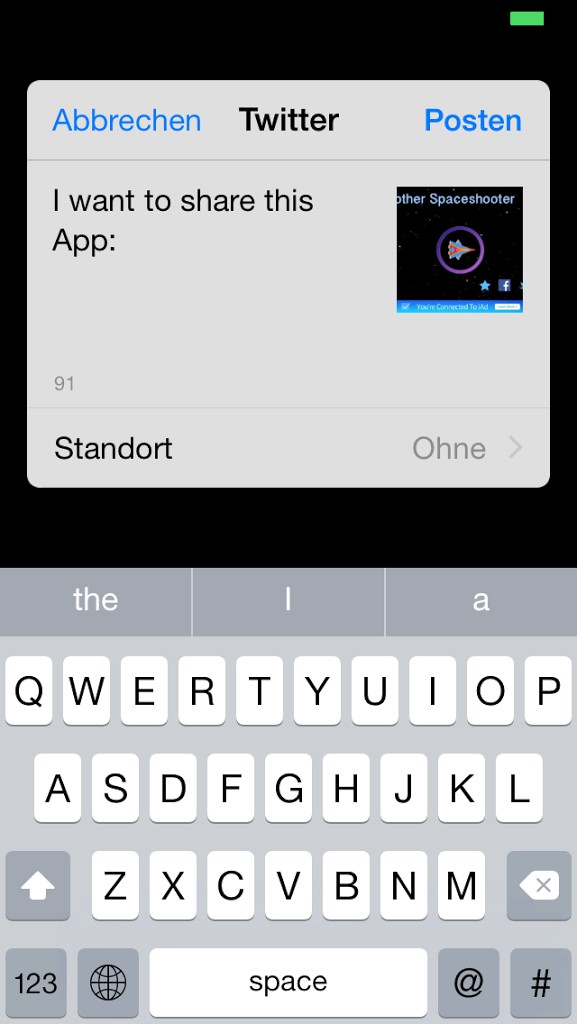 Abbrechen Twitter Posten
I want to share this
App:
other Spaceshooter
You're Connected To iAd
91
Standort Ohne
the I a
Q W E R T Y U I O P
A S D F G H J K L
Z X C V B N M
123 space @ #